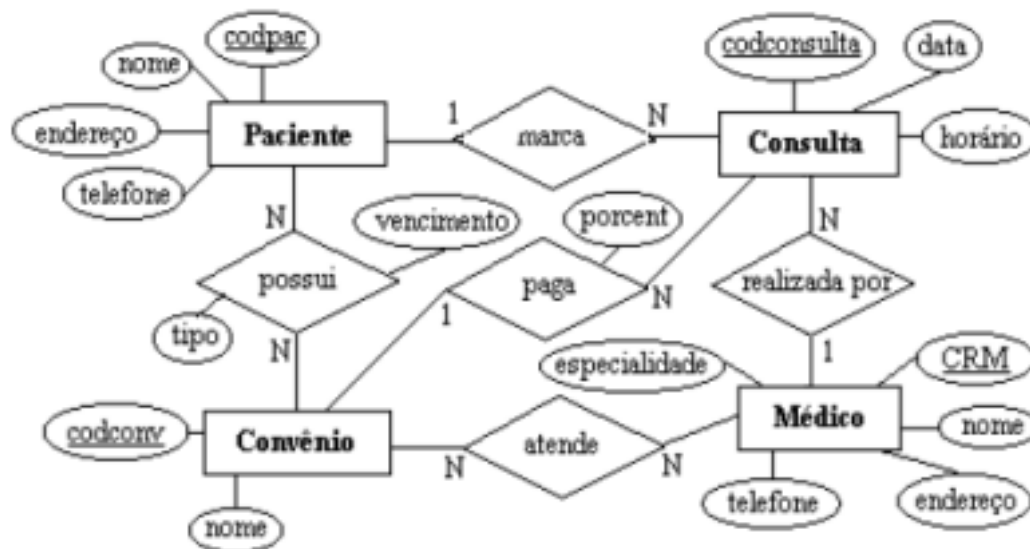 codpac
codconsulta
data
nome
endereço
Paciente
1
marca
N
Consulta
horário
telefone
N
vencimento
porcent
N
possui
paga
realizada por
1
N
tipo
N
especialidade
1
CRM
codconv
Convênio
N
atende
N
Médico
nome
nome
telefone
endereço